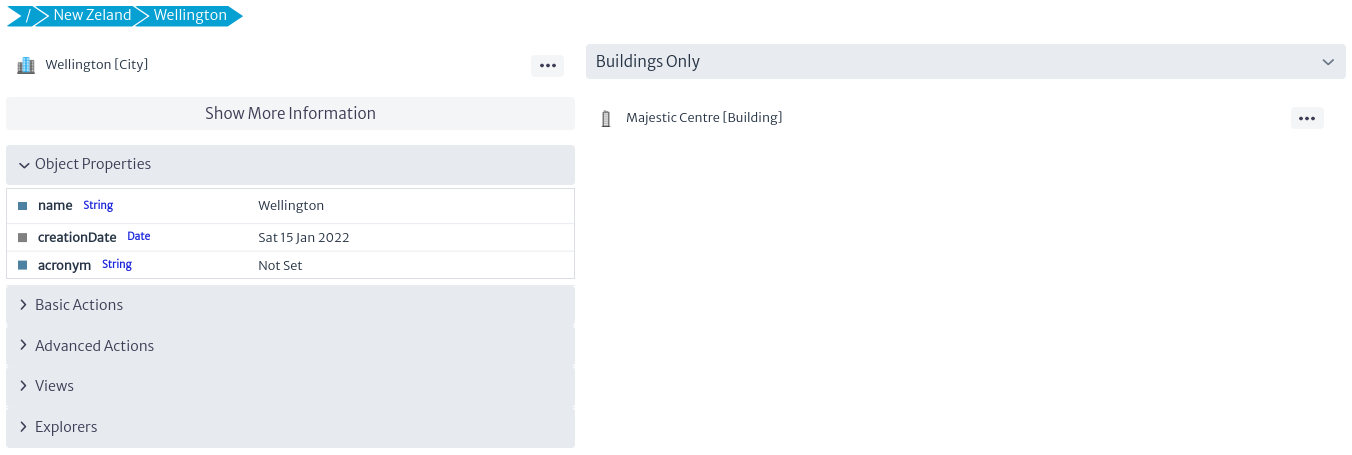 / New Zeland Wellington
Wellington [City]
Show More Information
Object Properties
name String Wellington
creationDate Date Sat 15 Jan 2022
acronym String Not Set
Basic Actions
Advanced Actions
Views
Explorers
Buildings Only
Majestic Centre [Building]